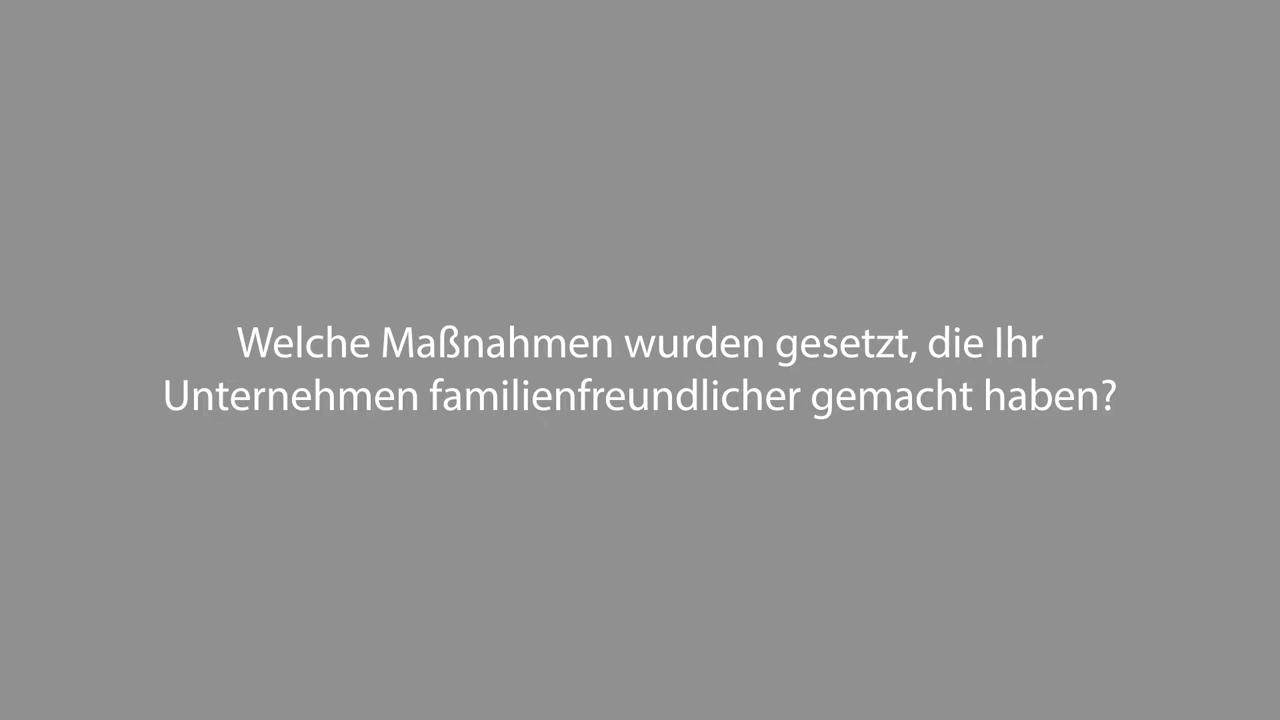 Welche Maßnahmen wurden gesetzt, die Ihr
Unternehmen familienfreundlicher gemacht haben?